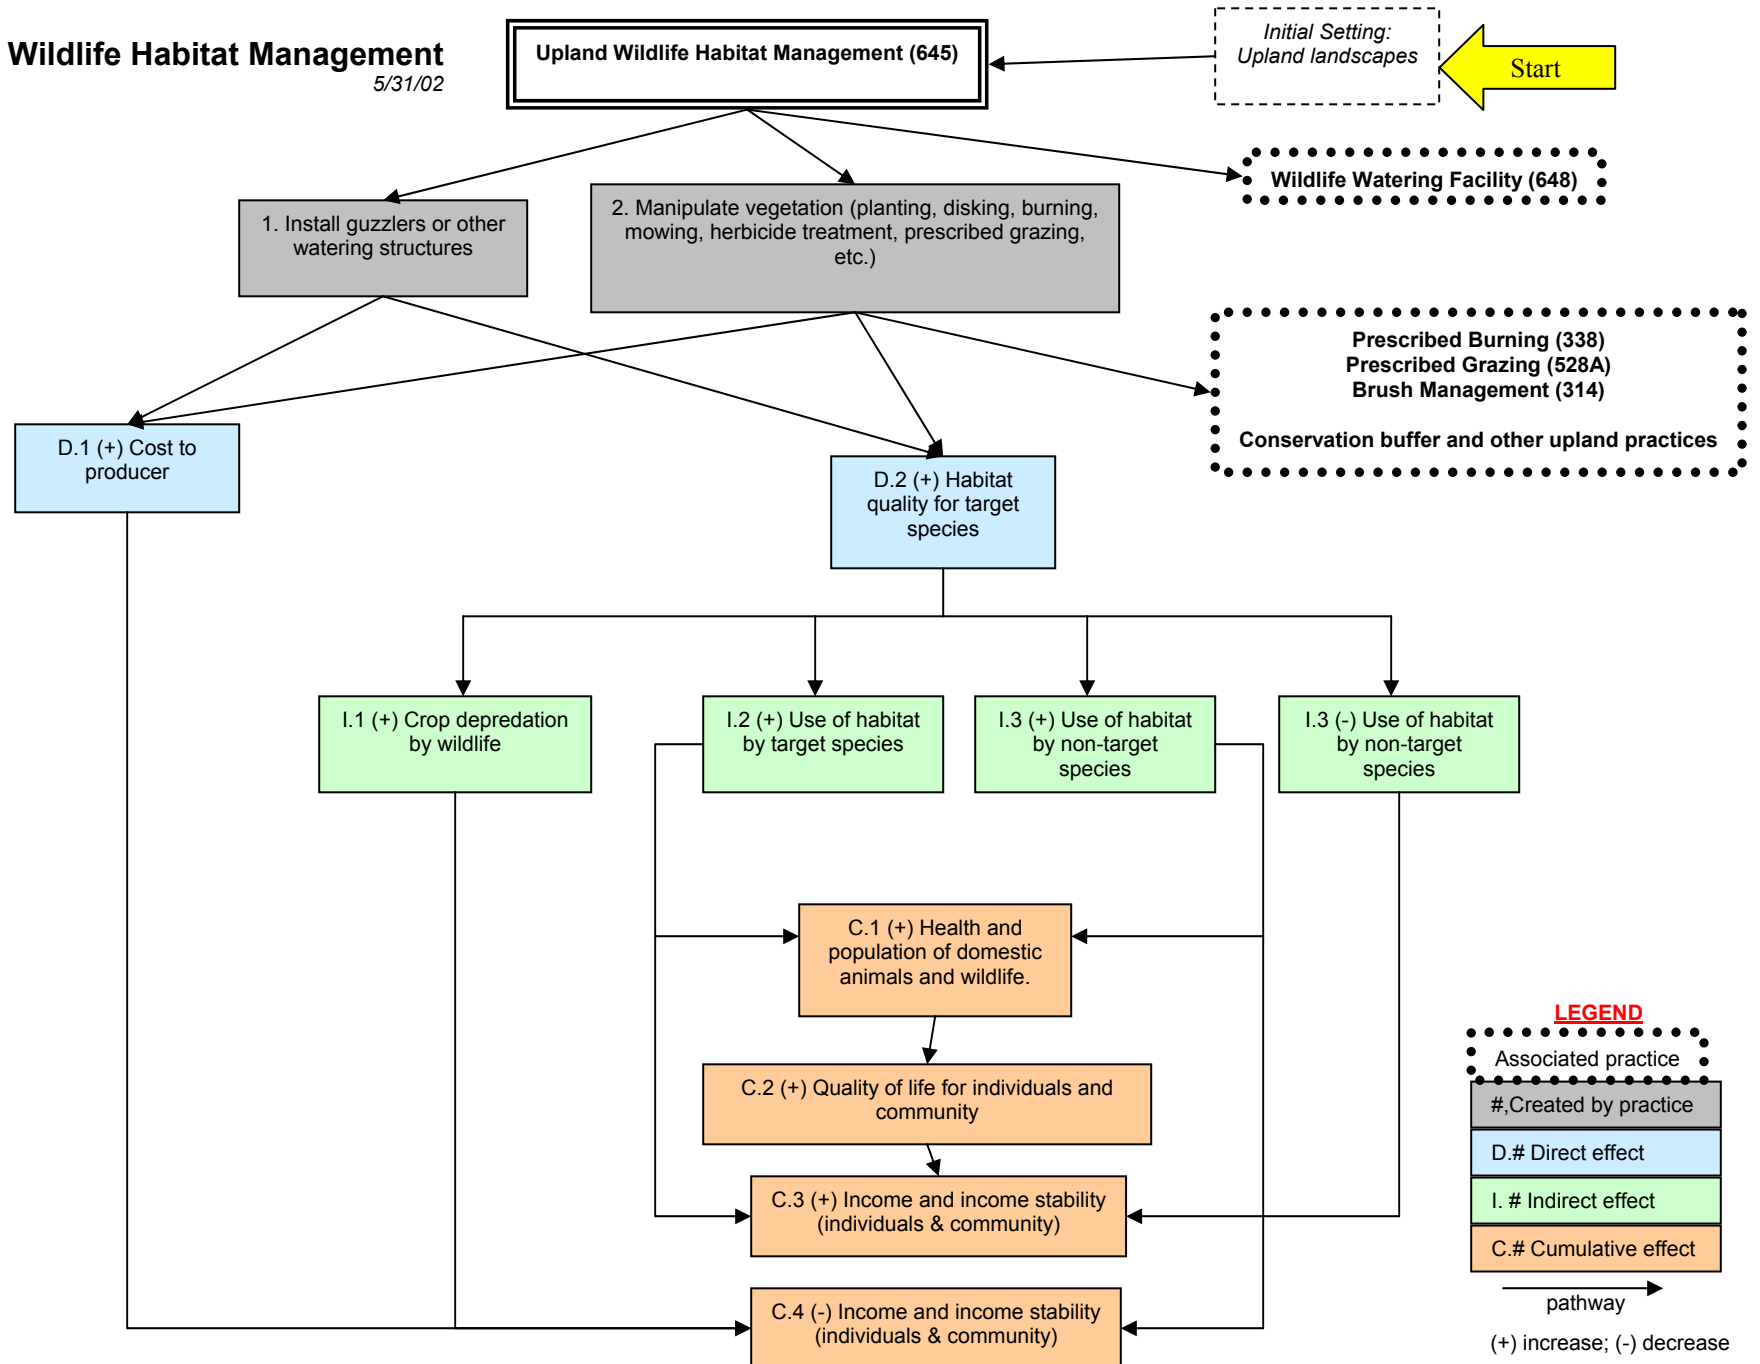 Wildlife Habitat Management
5/31/02
Upland Wildlife Habitat Management (645)
Initial Setting:
Upland landscapes
Start
Wildlife Watering Facility (648)
1. Install guzzlers or other
watering structures
2. Manipulate vegetation (planting, disking, burning,
mowing, herbicide treatment, prescribed grazing,
etc.)
Prescribed Burning (338)
Prescribed Grazing (528A)
Brush Management (314)
Conservation buffer and other upland practices
D.1 (+) Cost to
producer
D.2 (+) Habitat
quality for target
species
I.1 (+) Crop depredation
by wildlife
I.2 (+) Use of habitat
by target species
I.3 (+) Use of habitat
by non-target
species
I.3 (-) Use of habitat
by non-target
species
C.1 (+) Health and
population of domestic
animals and wildlife.
C.2 (+) Quality of life for individuals and
community
C.3 (+) Income and income stability
(individuals & community)
C.4 (-) Income and income stability
(individuals & community)
LEGEND
Associated practice
#,Created by practice
D.# Direct effect
I. # Indirect effect
C.# Cumulative effect
pathway
(+) increase; (-) decrease